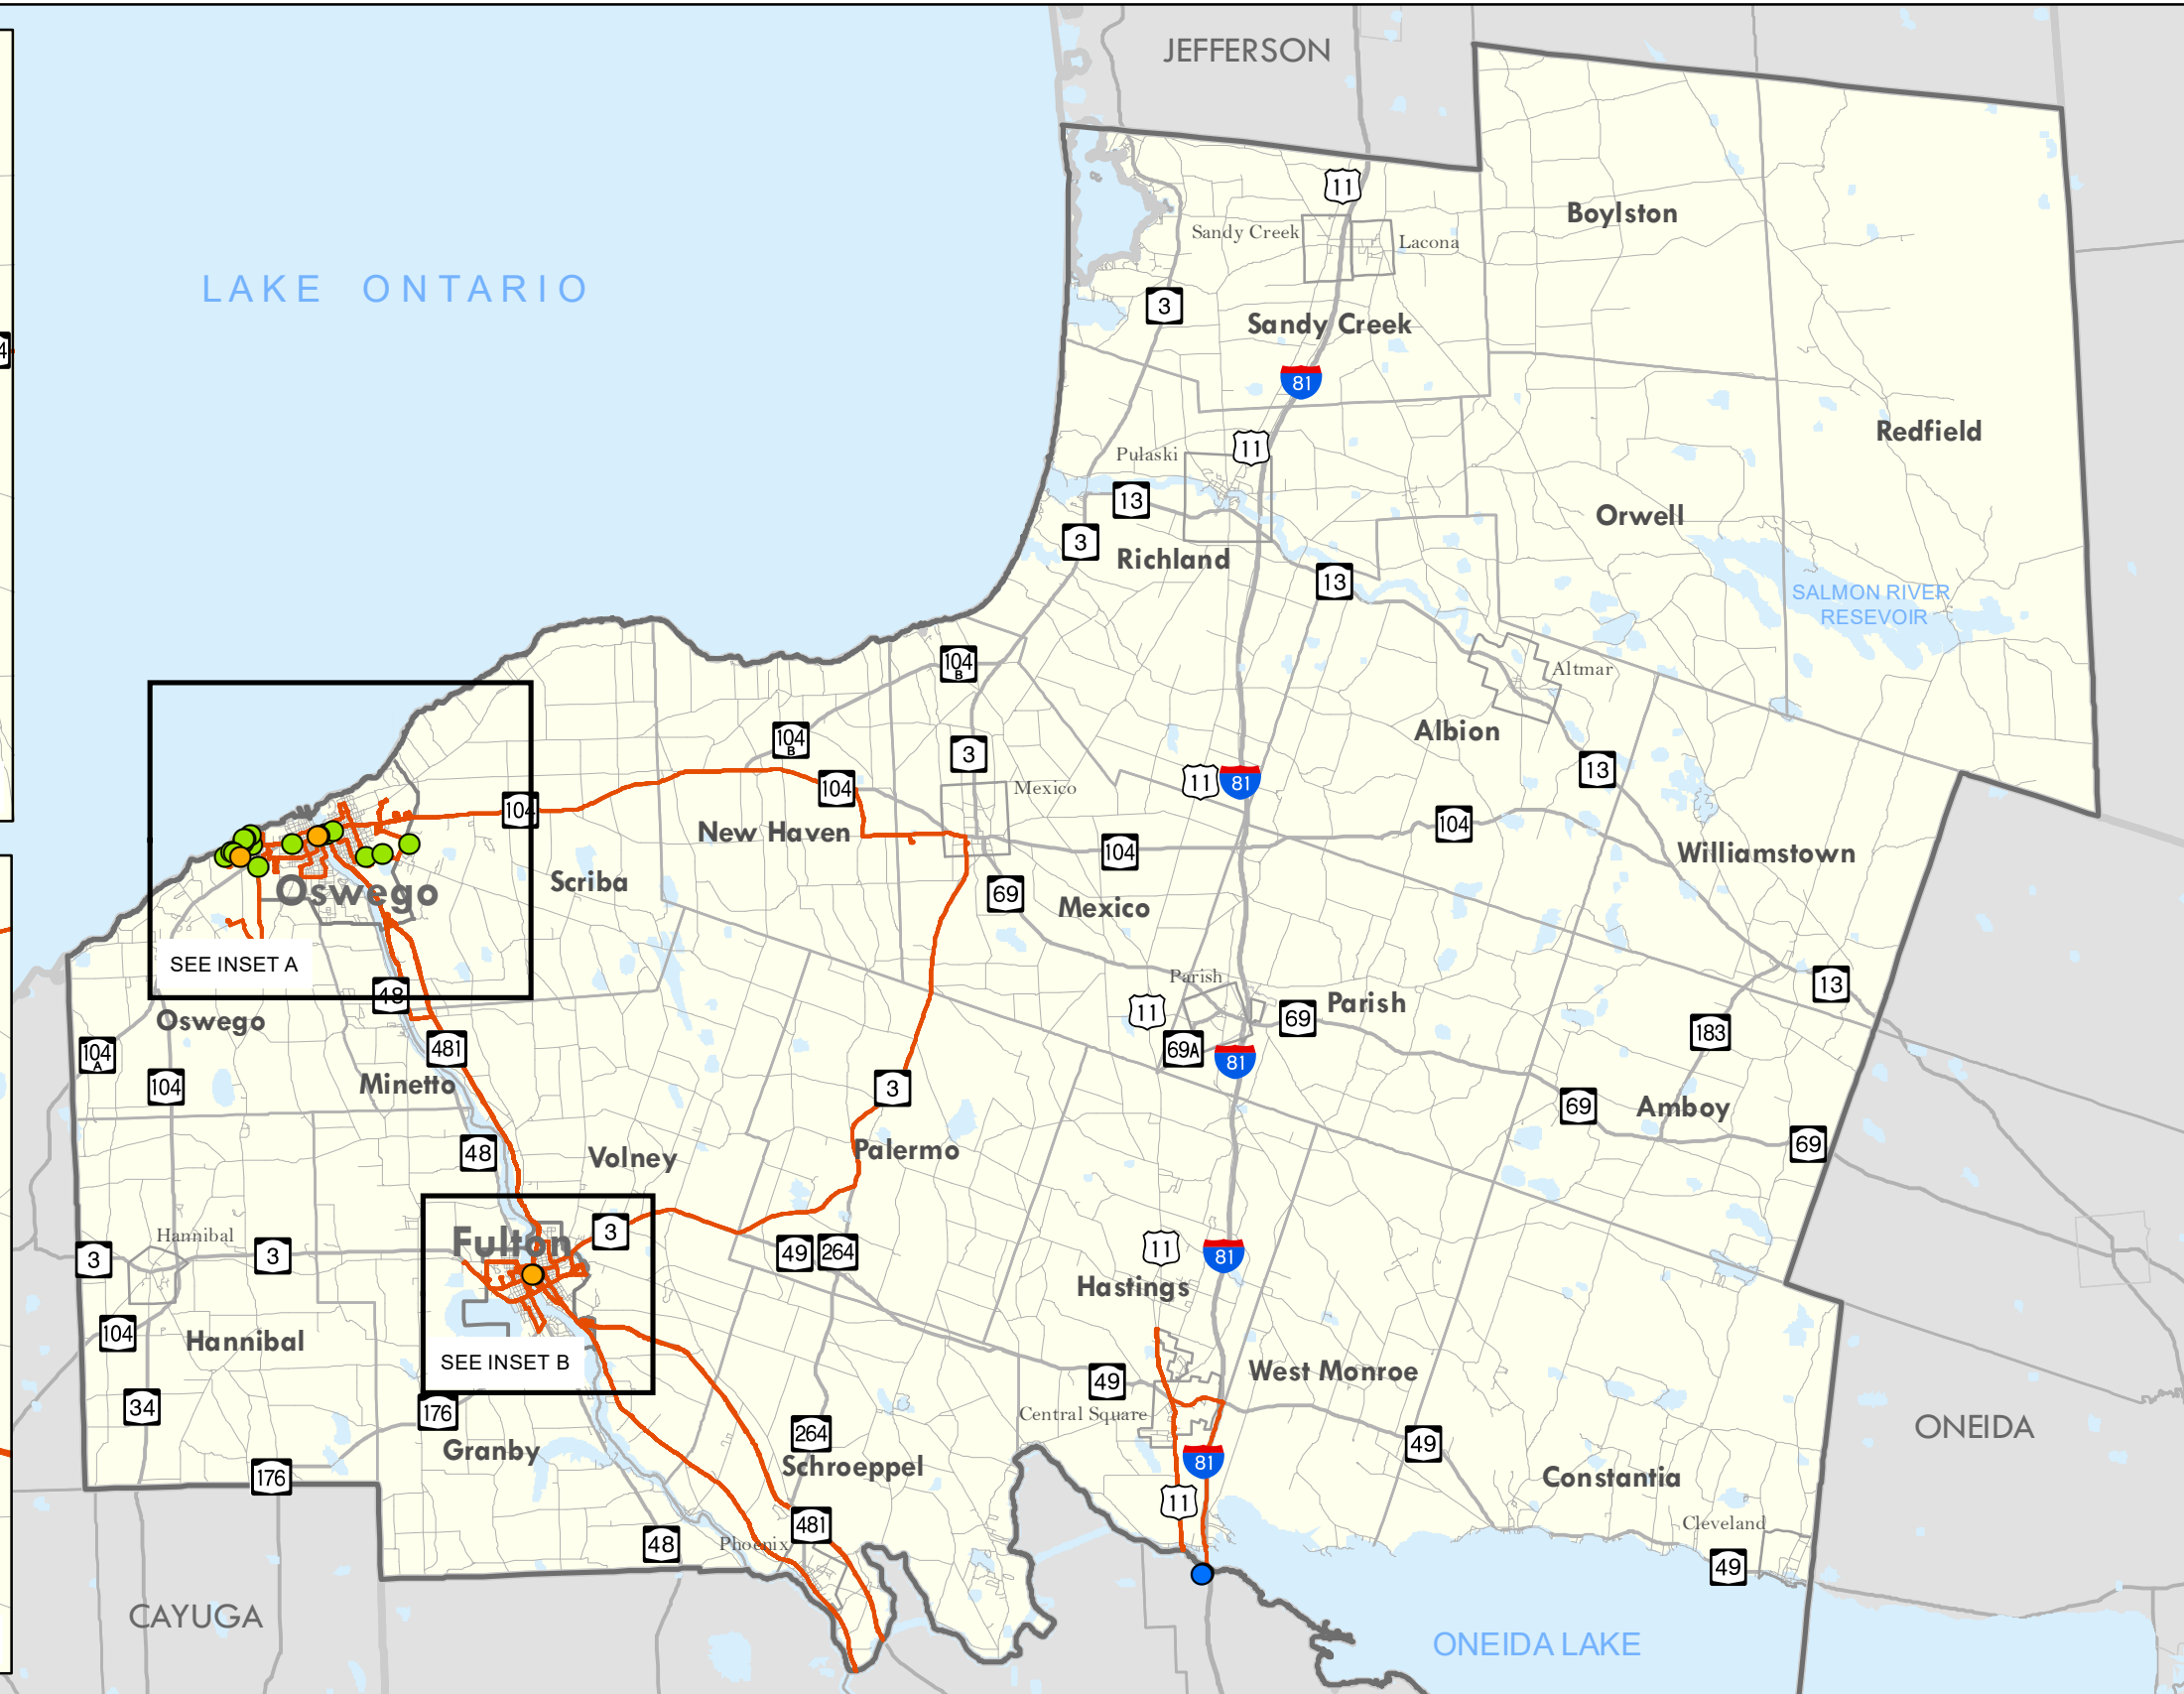 JEFFERSON
11
Boylston
Sandy Creek
Lacona
LAKE ONTARIO
3
Sandy Creek
81
Redfield
11
Pulaski
13
Orwell
3
Richland
13
SALMON RIVER
RESEVOIR
104
B
Altmar
Albion
104
B
3
13
11
81
104
Mexico
104
104
New Haven
104
Williamstown
Scriba
Oswego
69
Mexico
SEE INSET A
Parish
13
48
11
Parish
69
Oswego
183
104
A
481
69A
81
104
Minetto
3
69
Amboy
69
48
Volney
Palermo
Hannibal
3
3
3
Fulton
49
264
11
81
Hastings
104
Hannibal
SEE INSET B
West Monroe
49
34
176
Central Square
264
49
ONEIDA
Granby
176
Schroeppel
81
Constantia
11
481
Cleveland
48
Phoenix
49
CAYUGA
ONEIDA LAKE